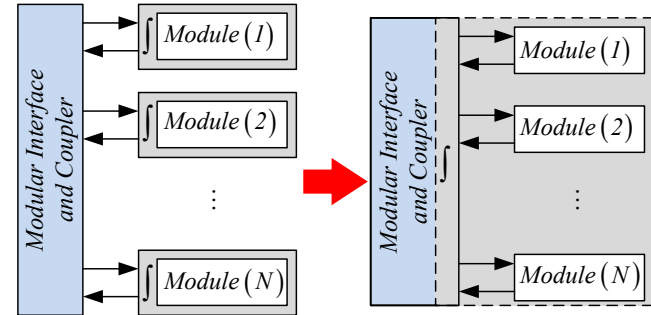 Modular Interface
and Coupler
∫ Module(1)
∫ Module(2)
⋮
∫ Module(N)
Modular Interface
and Coupler
∫
Module(1)
Module(2)
⋮
Module(N)